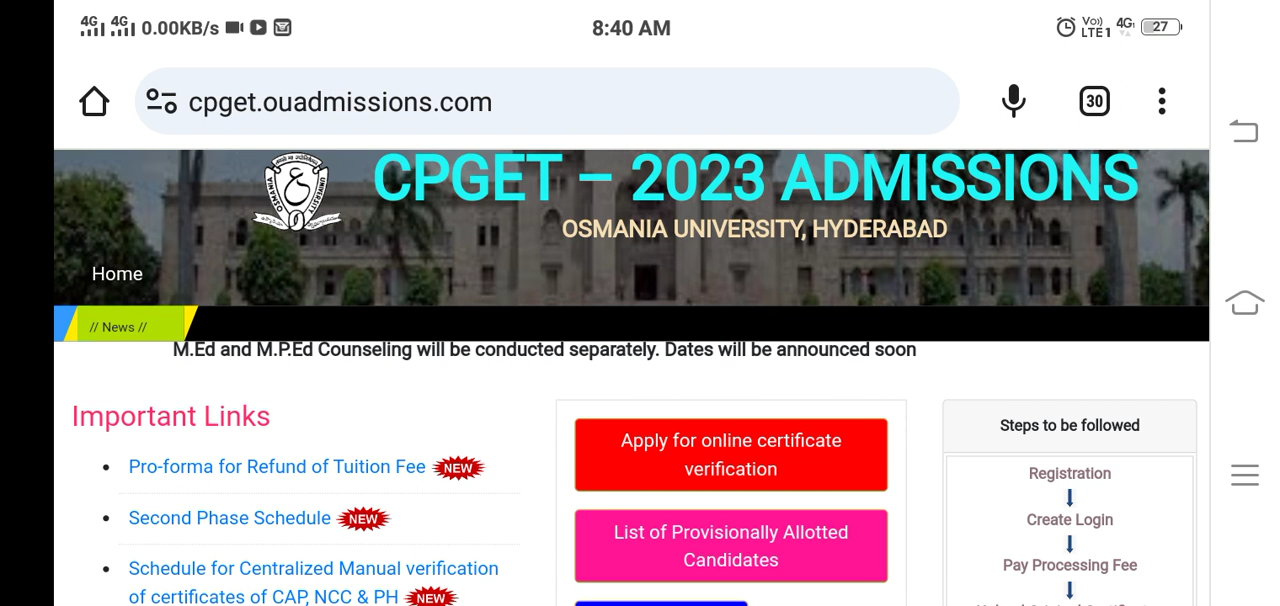 4G 4G 0.00KB/s
8:40 AM
Vo)) LTE 1 4G 27
cpget.ouadmissions.com
30
CPGET – 2023 ADMISSIONS
OSMANIA UNIVERSITY, HYDERABAD
Home
// News //
M.Ed and M.P.Ed Counseling will be conducted separately. Dates will be announced soon
Important Links
Pro-forma for Refund of Tuition Fee NEW
Second Phase Schedule NEW
Schedule for Centralized Manual verification
of certificates of CAP, NCC & PH NEW
Apply for online certificate
verification
List of Provisionally Allotted
Candidates
Steps to be followed
Registration
Create Login
Pay Processing Fee